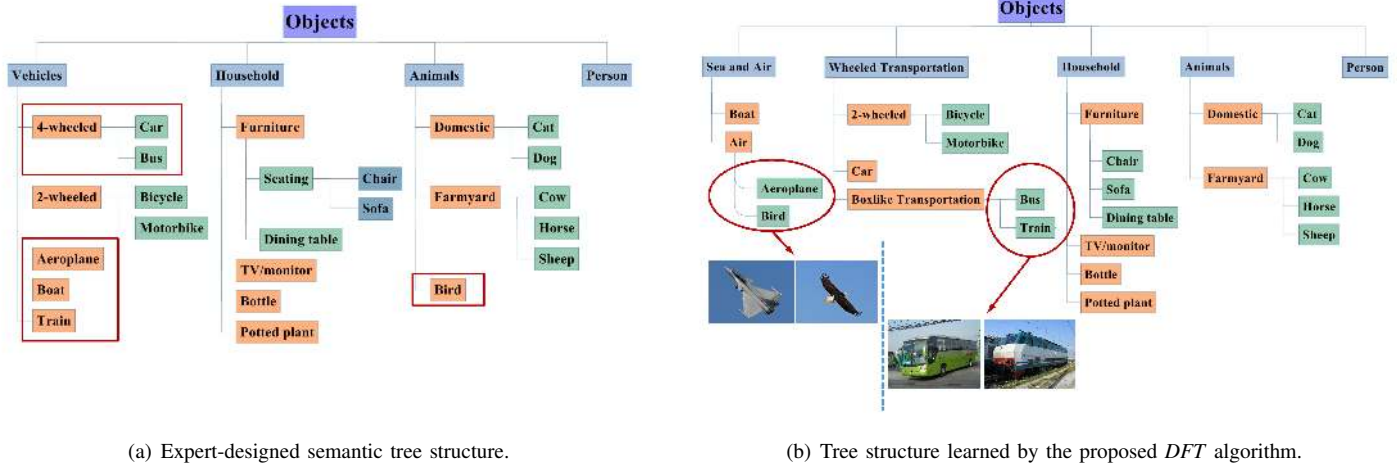 Objects
Vehicles
Household
Animals
Person
4-wheeled
Car
Bus
2-wheeled
Bicycle
Motorbike
Aeroplane
Boat
Train
Furniture
Seating
Chair
Sofa
Dining table
TV/monitor
Bottle
Potted plant
Domestic
Cat
Dog
Farmyard
Cow
Horse
Sheep
Bird
(a) Expert-designed semantic tree structure.
Objects
Sea and Air
Wheeled Transportation
Household
Animals
Person
Boat
Air
Aeroplane
Bird
2-wheeled
Bicycle
Motorbike
Car
Boxlike Transportation
Bus
Train
Furniture
Chair
Sofa
Dining table
TV/monitor
Bottle
Potted plant
Domestic
Cat
Dog
Farmyard
Cow
Horse
Sheep
(b) Tree structure learned by the proposed DFT algorithm.